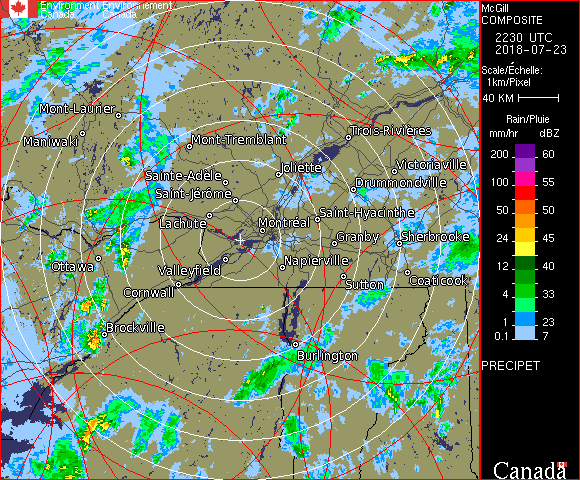 Environment Environnement
Canada Canada
Mont-Laurier
Maniwaki
Mont-Tremblant
Trois-Rivières
Joliette
Victoriaville
Sainte-Adèle
Drummondville
Saint-Jérôme
Saint-Hyacinthe
Lachute
Montréal
Granby
Sherbrooke
Ottawa
Valleyfield
Napierville
Cornwall
Sutton
Coaticook
Brockville
Burlington
McGill
COMPOSITE
2230 UTC
2018-07-23
Scale/Échelle:
1km/Pixel
40 KM
Rain/Pluie
mm/hr dBZ
200 60
100 55
50 50
24 45
12 40
4 33
1 23
0.1 7
PRECIPET
Canada